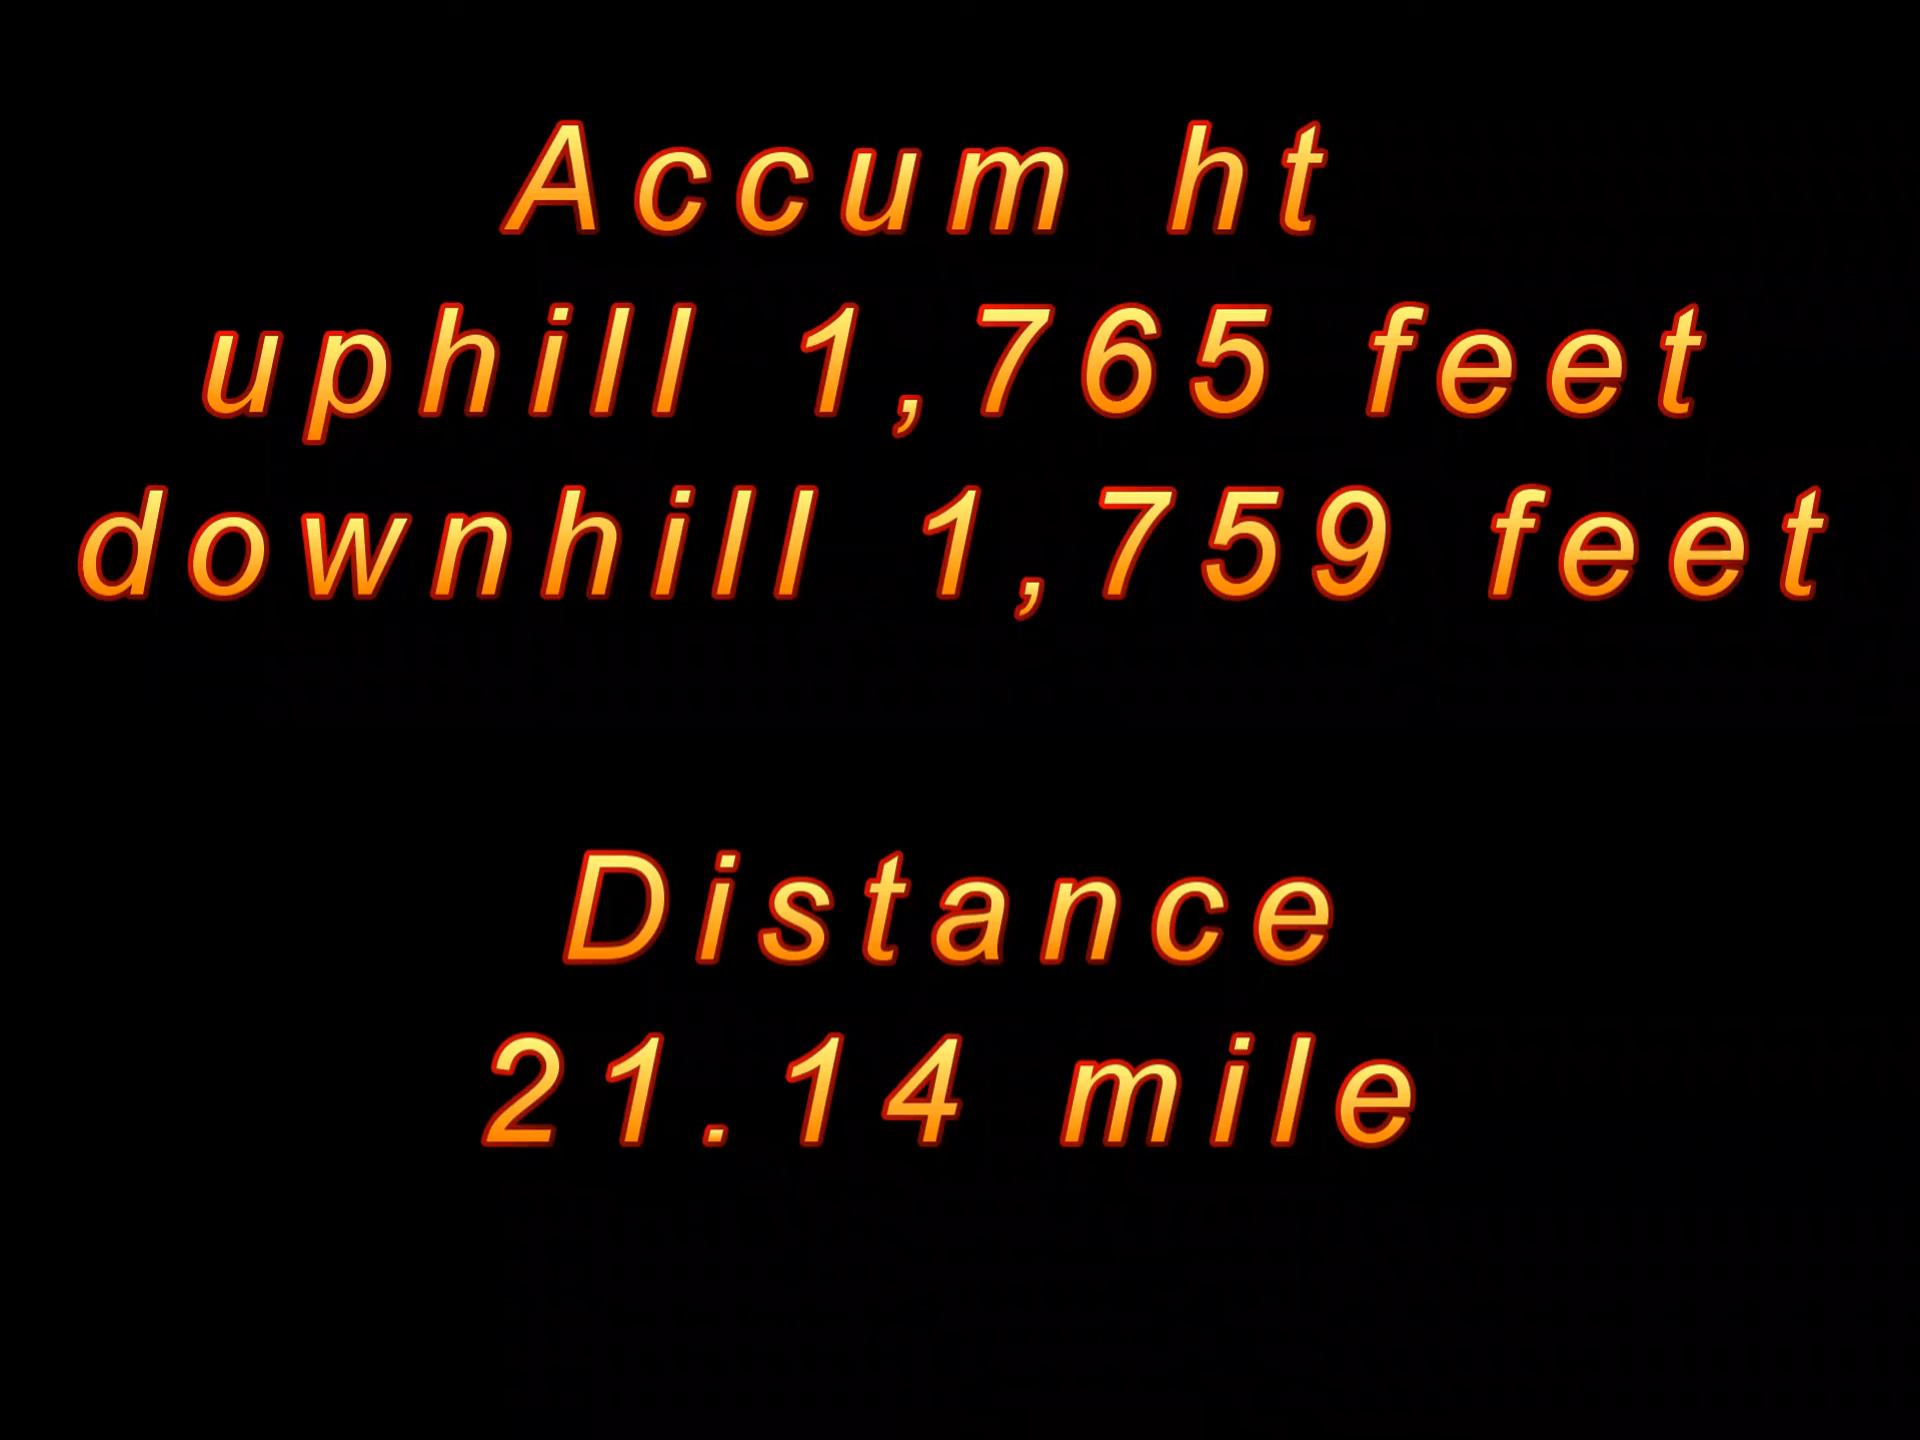 Accum ht
uphill 1,765 feet
downhill 1,759 feet
Distance
21.14 mile